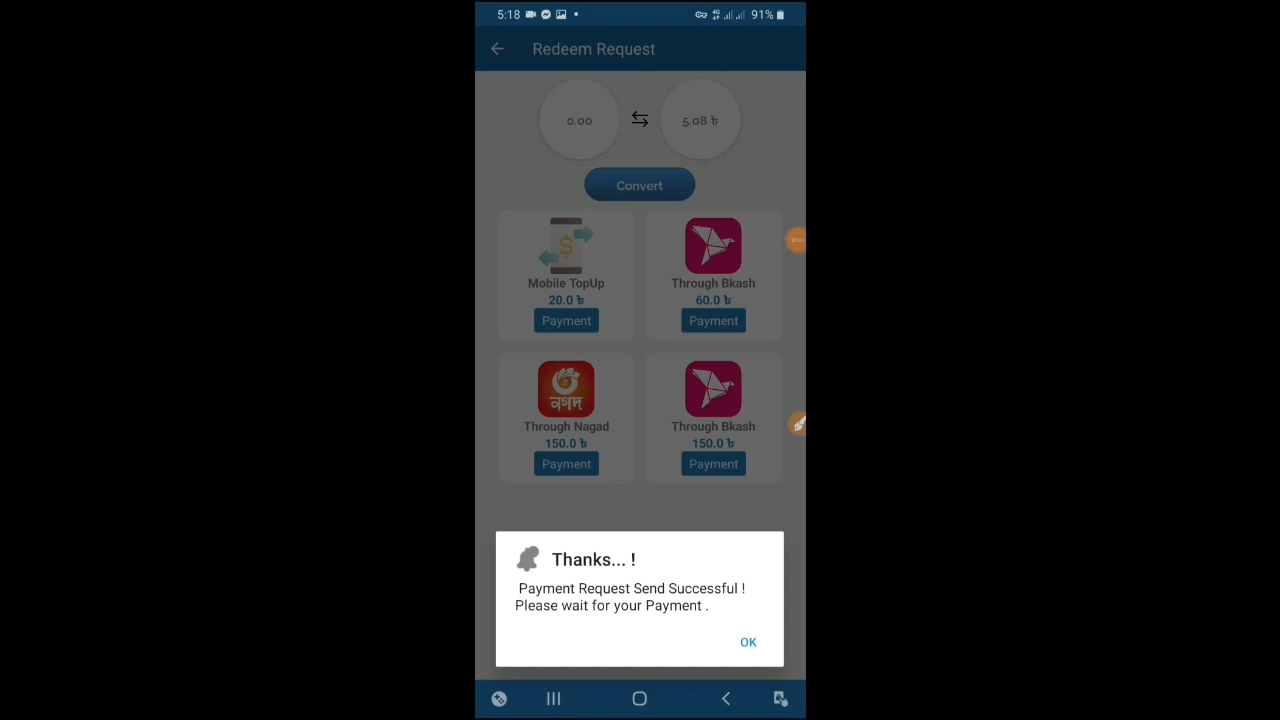 5:18 91%
Redeem Request
0.00 5.08 ৳
Convert
Mobile TopUp
20.0 ৳
Payment
Through Bkash
60.0 ৳
Payment
নগদ
Through Nagad
150.0 ৳
Payment
Through Bkash
150.0 ৳
Payment
Thanks... !
Payment Request Send Successful !
Please wait for your Payment .
OK